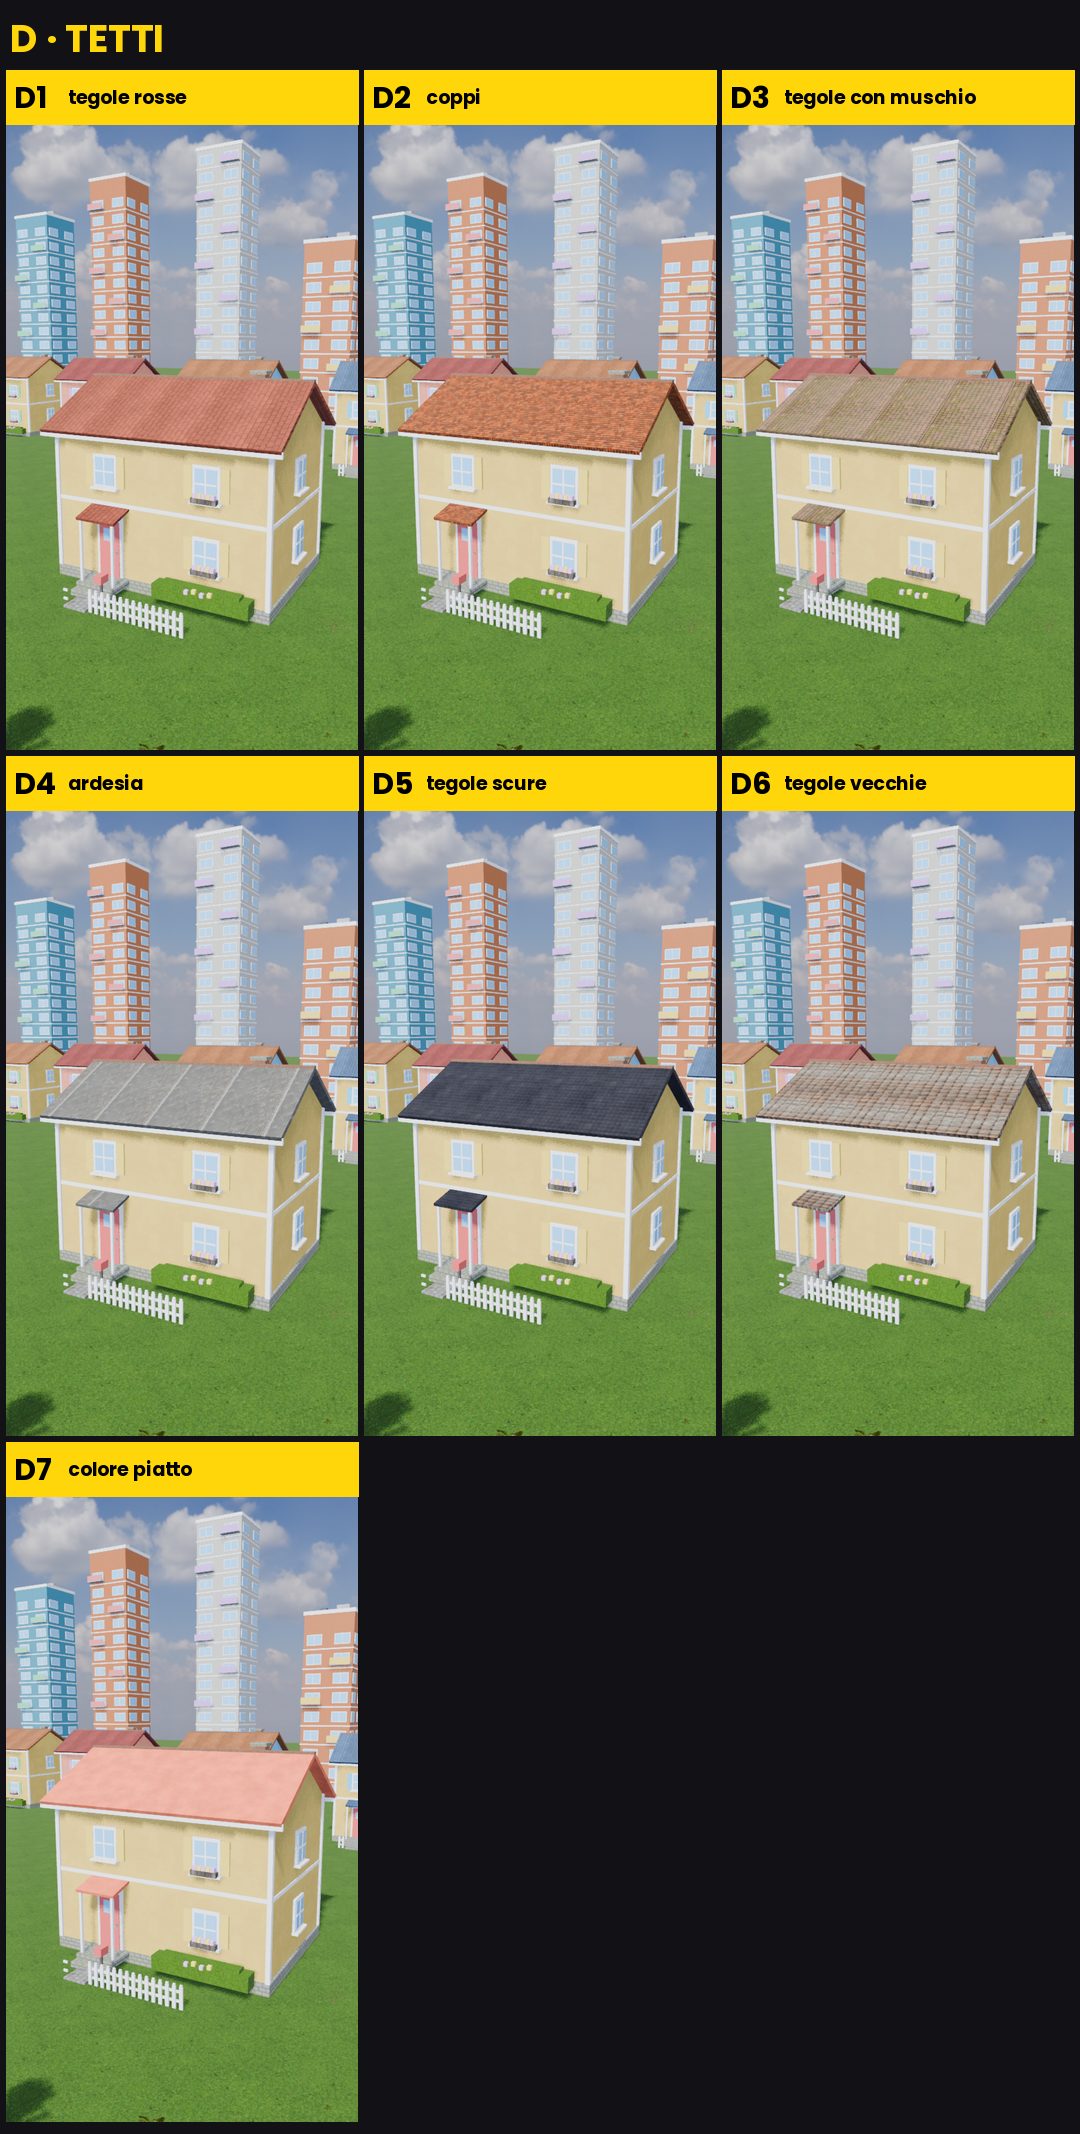 D · TETTI
D1 tegole rosse
D2 coppi
D3 tegole con muschio
D4 ardesia
D5 tegole scure
D6 tegole vecchie
D7 colore piatto